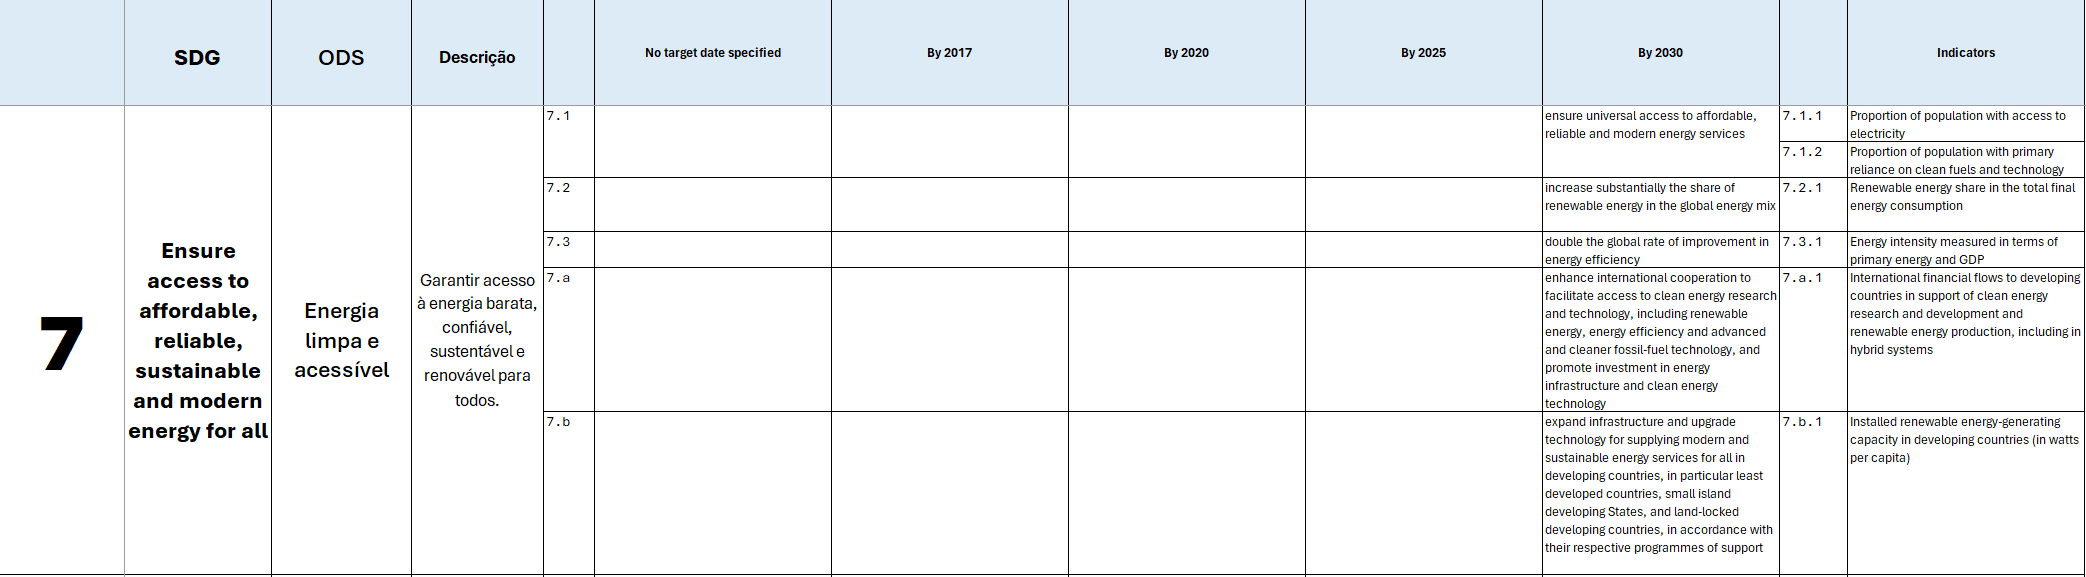 SDG
ODS
Descrição
No target date specified
By 2017
By 2020
By 2025
By 2030
Indicators
7
Ensure
access to
affordable,
reliable,
sustainable
and modern
energy for all
Energia
limpa e
acessível
Garantir acesso
à energia barata,
confiável,
sustentável e
renovável para
todos.
7.1
ensure universal access to affordable,
reliable and modern energy services
7.1.1
Proportion of population with access to
electricity
7.1.2
Proportion of population with primary
reliance on clean fuels and technology
7.2
increase substantially the share of
renewable energy in the global energy mix
7.2.1
Renewable energy share in the total final
energy consumption
7.3
double the global rate of improvement in
energy efficiency
7.3.1
Energy intensity measured in terms of
primary energy and GDP
7.a
enhance international cooperation to
facilitate access to clean energy research
and technology, including renewable
energy, energy efficiency and advanced
and cleaner fossil-fuel technology, and
promote investment in energy
infrastructure and clean energy
technology
7.a.1
International financial flows to developing
countries in support of clean energy
research and development and
renewable energy production, including in
hybrid systems
7.b
expand infrastructure and upgrade
technology for supplying modern and
sustainable energy services for all in
developing countries, in particular least
developed countries, small island
developing States, and land-locked
developing countries, in accordance with
their respective programmes of support
7.b.1
Installed renewable energy-generating
capacity in developing countries (in watts
per capita)